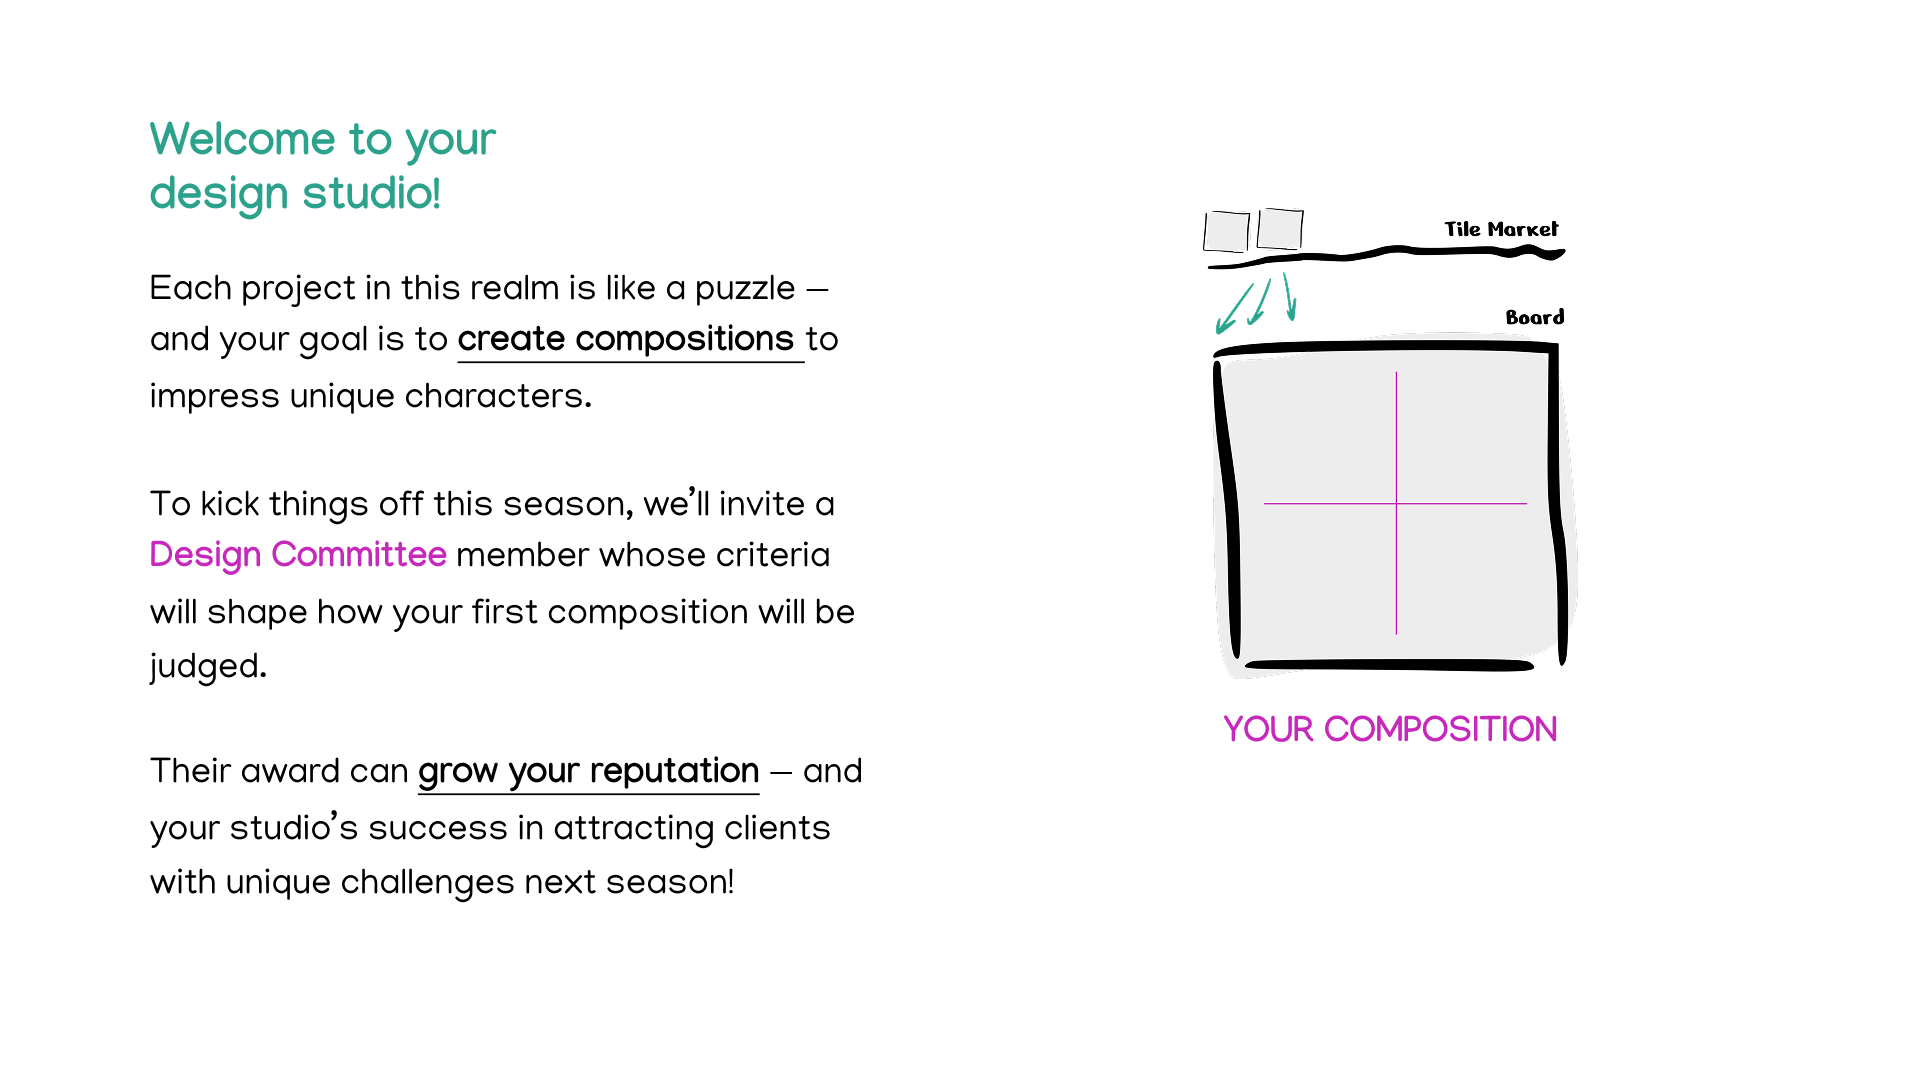 Welcome to your
design studio!
Each project in this realm is like a puzzle –
and your goal is to create compositions to
impress unique characters.
To kick things off this season, we’ll invite a
Design Committee member whose criteria
will shape how your first composition will be
judged.
Their award can grow your reputation – and
your studio’s success in attracting clients
with unique challenges next season!
Tile Market
Board
YOUR COMPOSITION